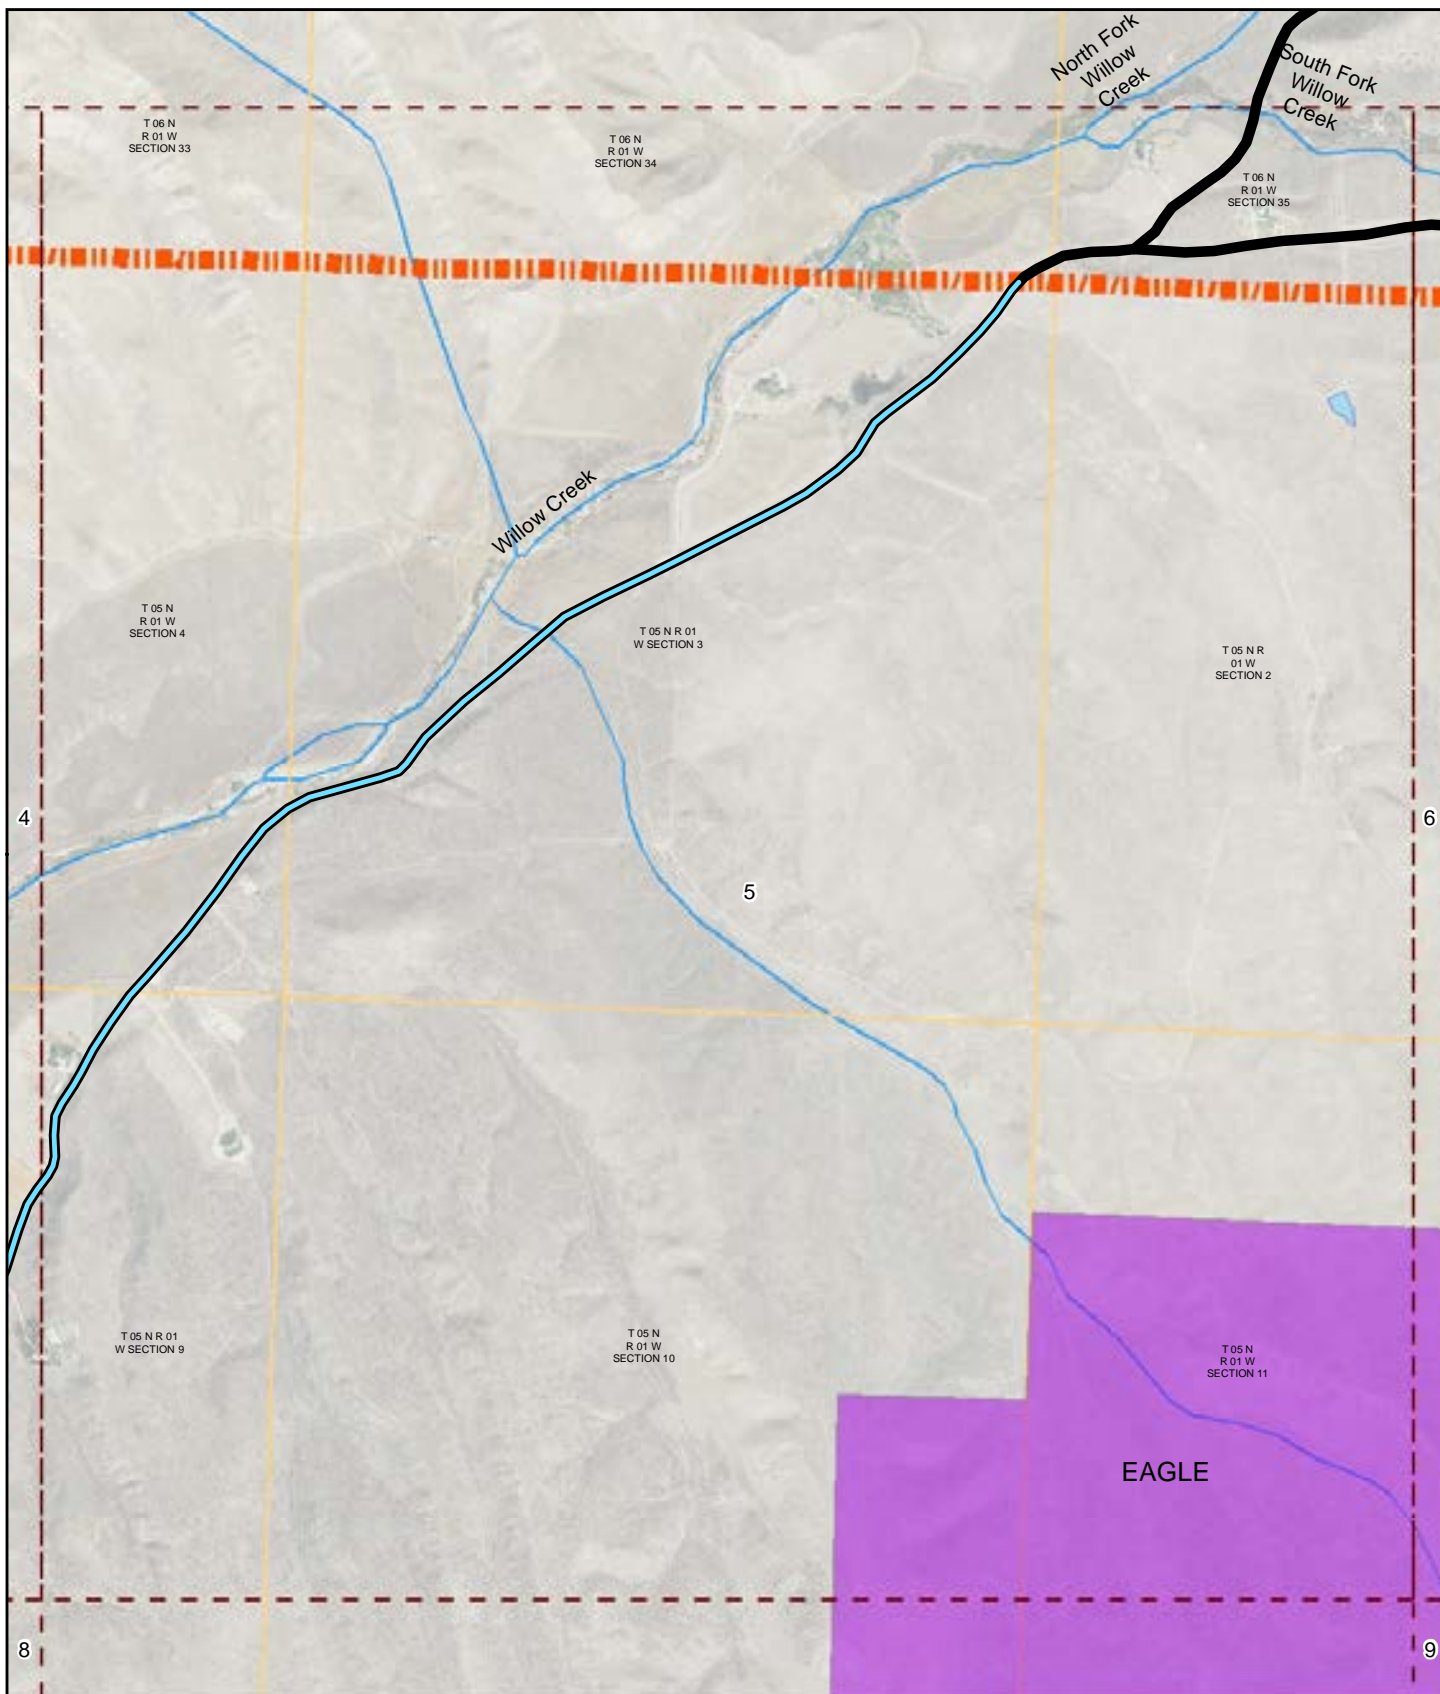 North Fork
Willow
Creek
South Fork
Willow
Creek
T 06 N
R 01 W
SECTION 33
T 06 N
R 01 W
SECTION 34
T 06 N
R 01 W
SECTION 35
Willow Creek
T 05 N
R 01 W
SECTION 4
T 05 N R 01
W SECTION 3
T 05 N R
01 W
SECTION 2
4
6
5
T 05 N R 01
W SECTION 9
T 05 N
R 01 W
SECTION 10
T 05 N
R 01 W
SECTION 11
EAGLE
8
9